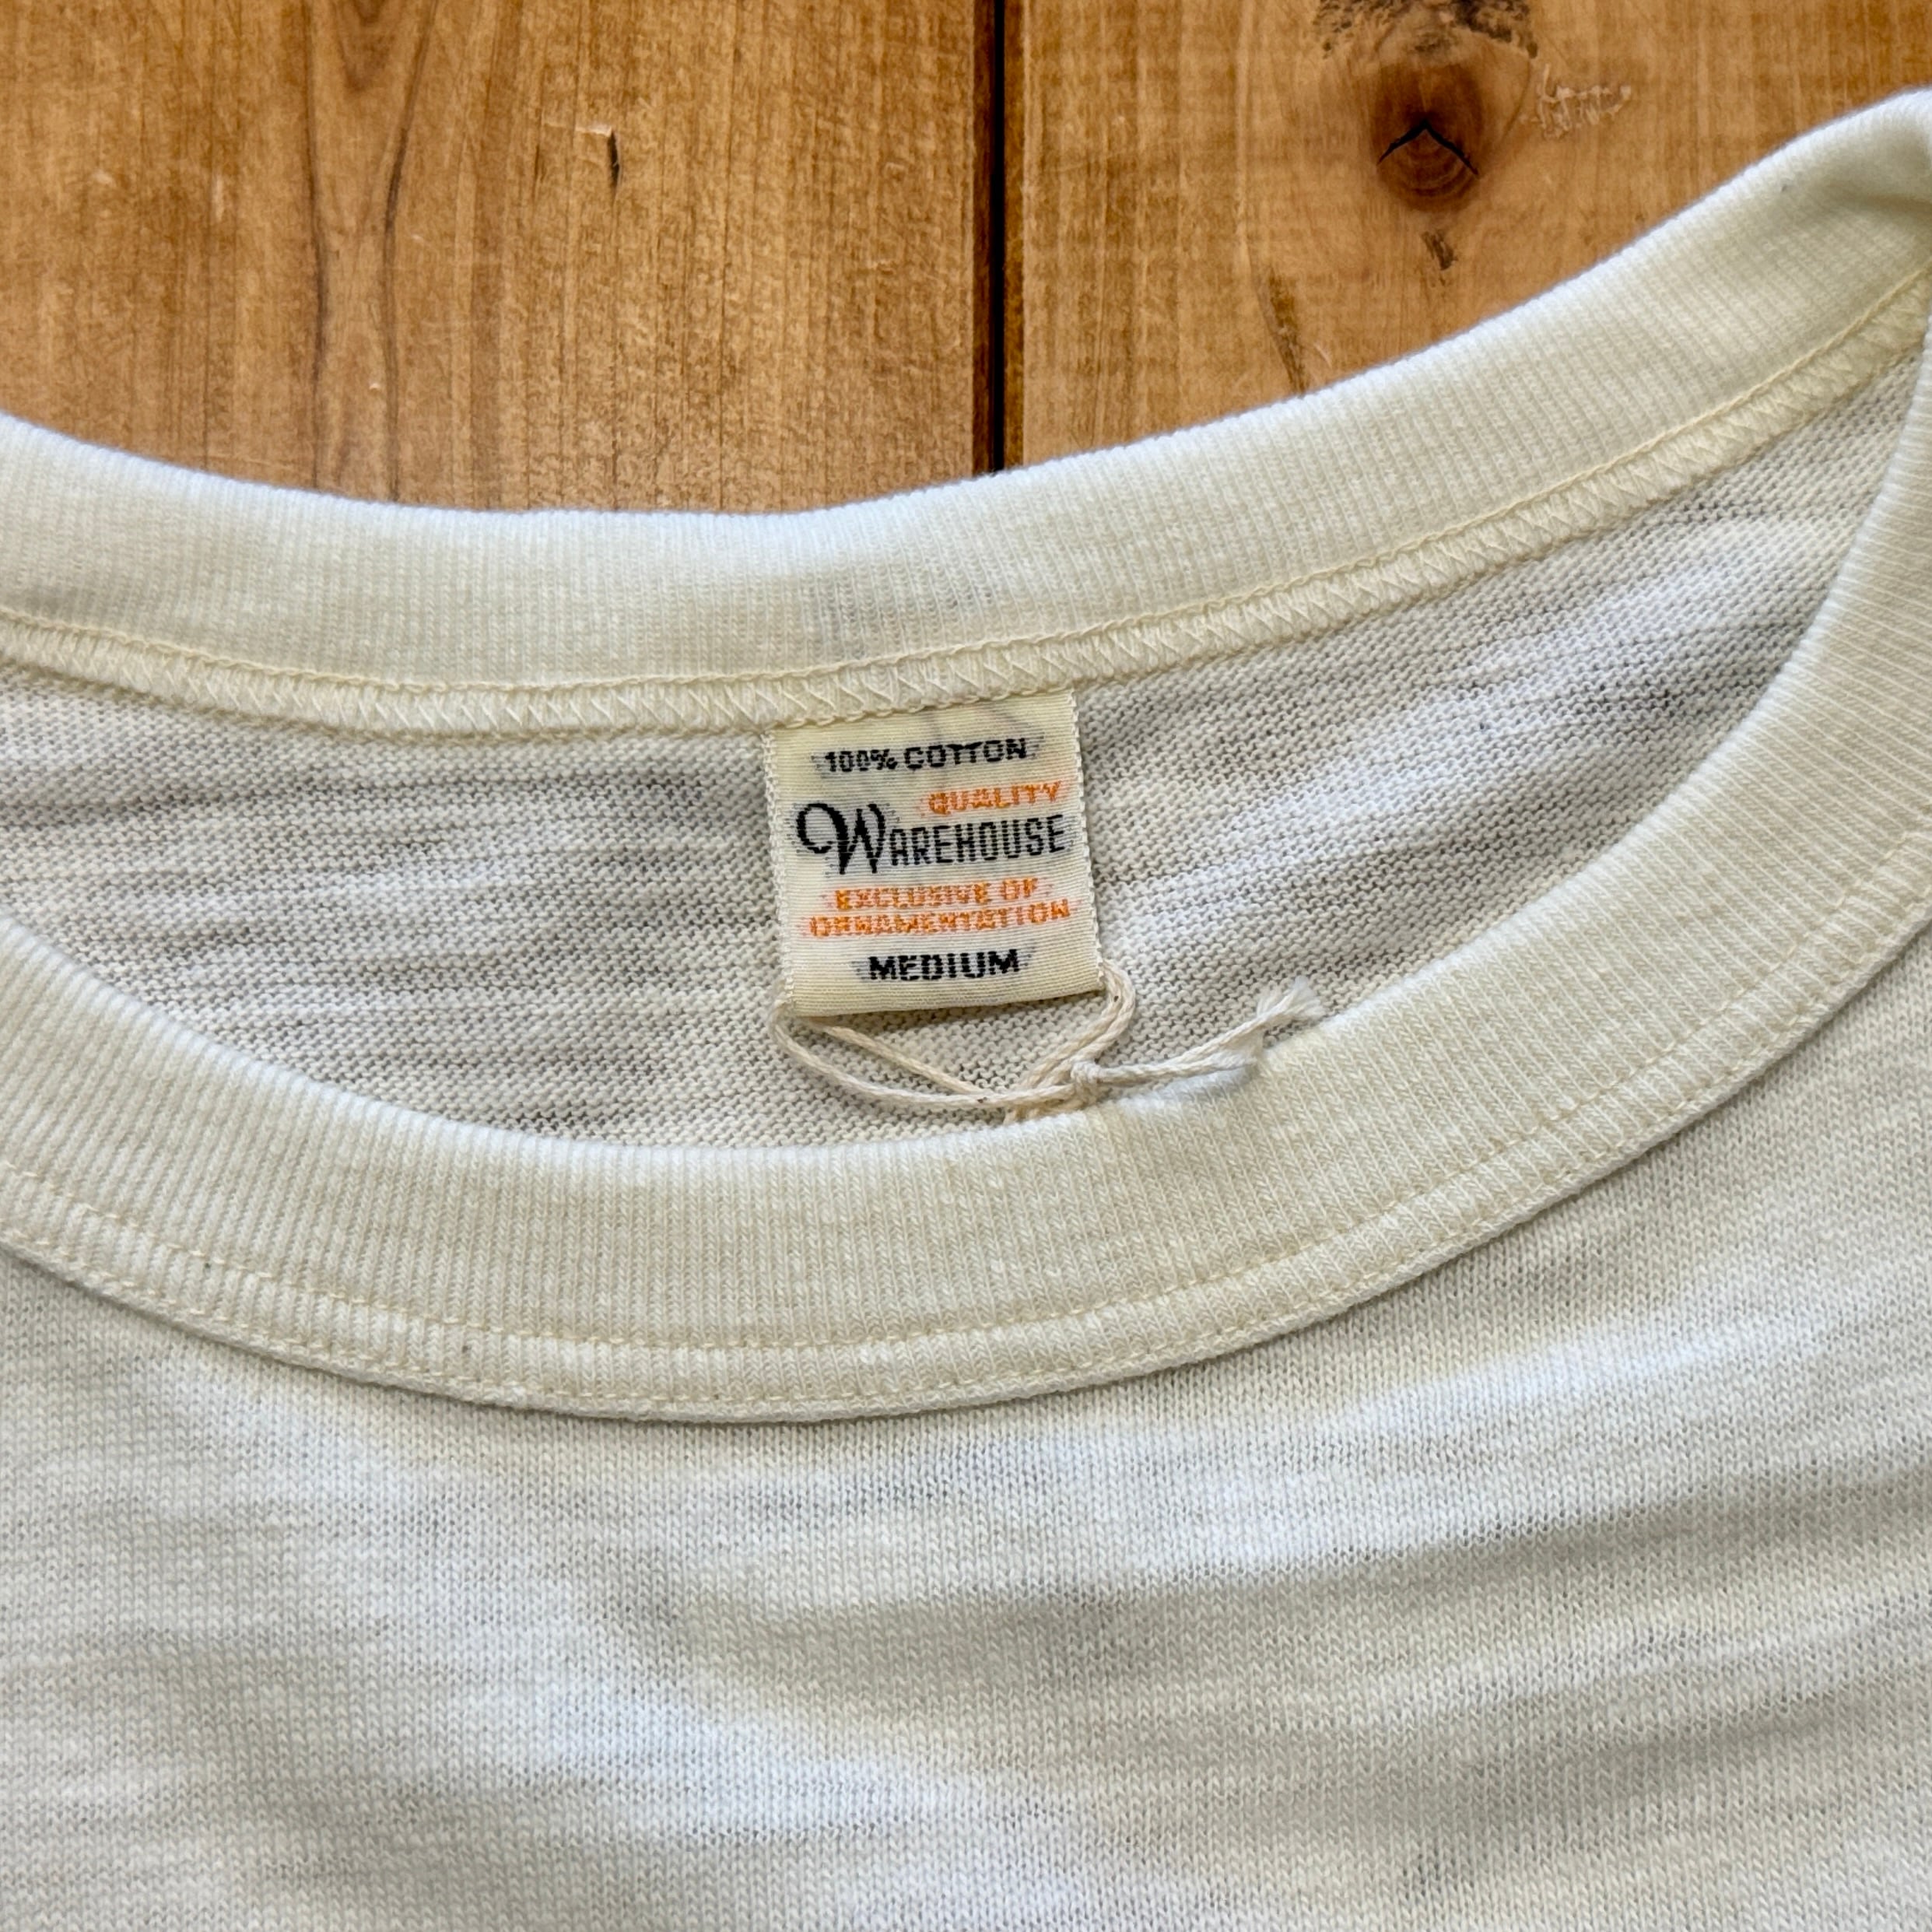 100% COTTON
QUALITY
WAREHOUSE
EXCLUSIVE OF
ORNAMENTATION
MEDIUM